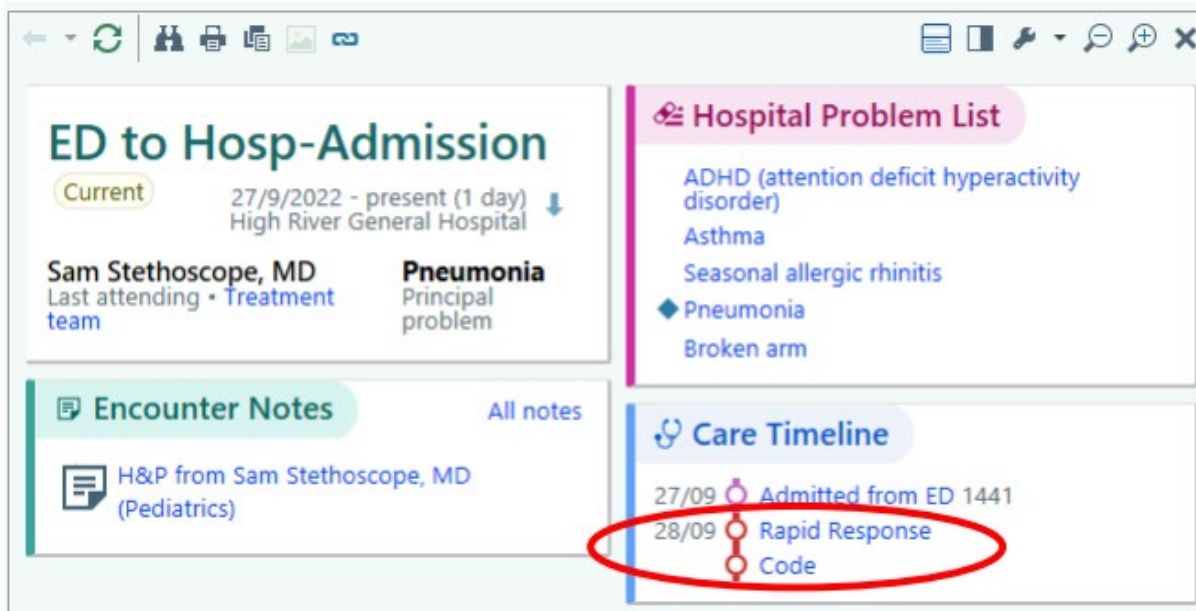 ED to Hosp-Admission
Current
27/9/2022 - present (1 day)
High River General Hospital
Sam Stethoscope, MD
Last attending • Treatment
team
Pneumonia
Principal
problem
Encounter Notes
All notes
H&P from Sam Stethoscope, MD
(Pediatrics)
Hospital Problem List
ADHD (attention deficit hyperactivity
disorder)
Asthma
Seasonal allergic rhinitis
Pneumonia
Broken arm
Care Timeline
27/09 Admitted from ED 1441
28/09 Rapid Response
Code